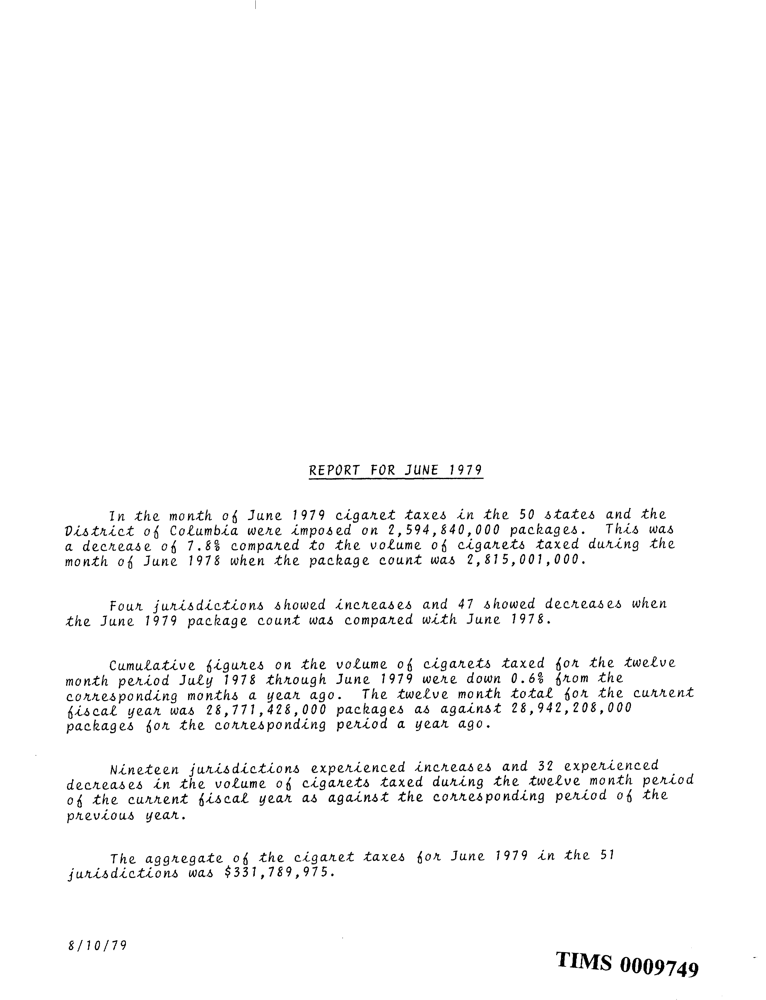 REPORT FOR JUNE 1979
In the month of June 1979 cigaret taxes in the 50 states and the
District of Columbia were imposed on 2,594,840,000 packages. This was
a decrease of 7.8% compared to the volume of cigarets taxed during the
month of June 1978 when the package count was 2,815,001,000.
Four jurisdictions showed increases and 47 showed decreases when
the June 1979 package count was compared with June 1978.
Cumulative figures on the volume of cigarets taxed for the twelve
month period July 1978 through June 1979 were down 0.6% from the
corresponding months a year ago. The twelve month total for the current
fiscal year was 28,771,428,000 packages as against 28,942,208,000
packages for the corresponding period a year ago.
Nineteen jurisdictions experienced increases and 32 experienced
decreases in the volume of cigarets taxed during the twelve month period
of the current fiscal year as against the corresponding period of the
previous year.
The aggregate of the cigaret taxes for June 1979 in the 51
jurisdictions was $331,789,975.
8/10/79
TIMS 0009749